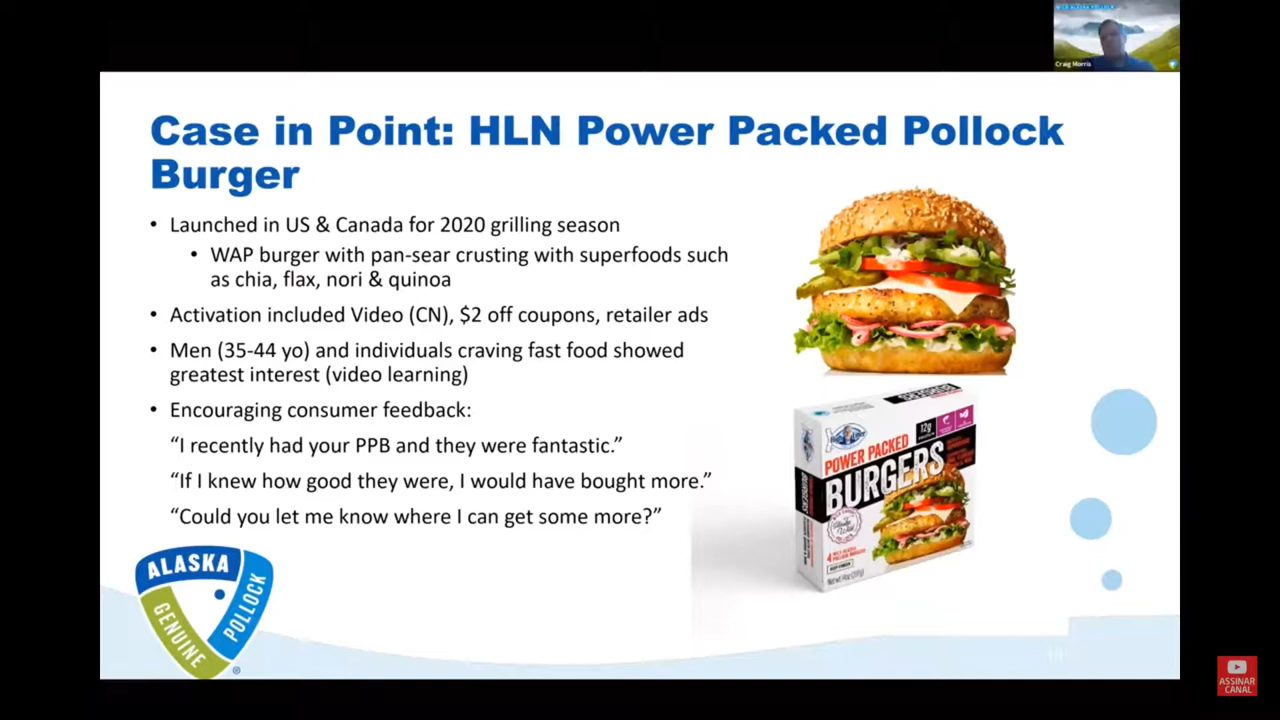 WILD ALASKA POLLOCK
Craig Morris
Case in Point: HLN Power Packed Pollock
Burger
• Launched in US & Canada for 2020 grilling season
• WAP burger with pan-sear crusting with superfoods such
as chia, flax, nori & quinoa
• Activation included Video (CN), $2 off coupons, retailer ads
• Men (35-44 yo) and individuals craving fast food showed
greatest interest (video learning)
• Encouraging consumer feedback:
“I recently had your PPB and they were fantastic.”
“If I knew how good they were, I would have bought more.”
“Could you let me know where I can get some more?”
12g
POWER PACKED
BURGERS
ALASKA
POLLOCK
GENUINE
®
ASSINAR
CANAL